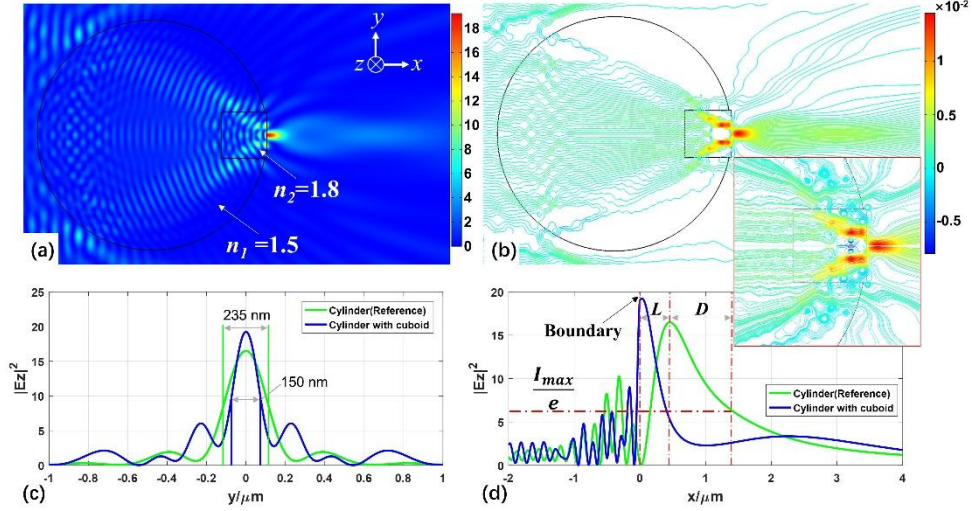 18
16
14
12
10
8
6
4
2
0
y
z
x
n₂=1.8
n₁=1.5
(a)
×10⁻²
1
0.5
0
-0.5
(b)
25
20
15
10
5
0
|Ez|²
Cylinder(Reference)
Cylinder with cuboid
235 nm
150 nm
-1 -0.8 -0.6 -0.4 -0.2 0 0.2 0.4 0.6 0.8 1
y/μm
(c)
20
15
10
5
0
|Ez|²
Boundary
L
D
I_max
e
Cylinder(Reference)
Cylinder with cuboid
-2 -1 0 1 2 3 4
x/μm
(d)